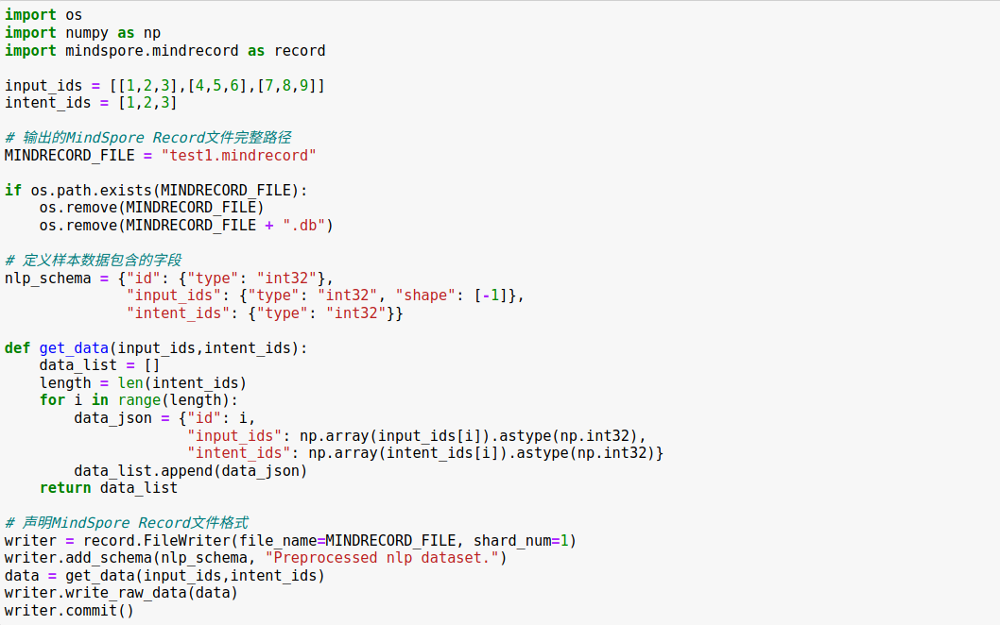 import os
import numpy as np
import mindspore.mindrecord as record

input_ids = [[1,2,3],[4,5,6],[7,8,9]]
intent_ids = [1,2,3]

# 输出的MindSpore Record文件完整路径
MINDRECORD_FILE = "test1.mindrecord"

if os.path.exists(MINDRECORD_FILE):
    os.remove(MINDRECORD_FILE)
    os.remove(MINDRECORD_FILE + ".db")

# 定义样本数据包含的字段
nlp_schema = {"id": {"type": "int32"},
              "input_ids": {"type": "int32", "shape": [-1]},
              "intent_ids": {"type": "int32"}}

def get_data(input_ids,intent_ids):
    data_list = []
    length = len(intent_ids)
    for i in range(length):
        data_json = {"id": i,
                     "input_ids": np.array(input_ids[i]).astype(np.int32),
                     "intent_ids": np.array(intent_ids[i]).astype(np.int32)}
        data_list.append(data_json)
    return data_list

# 声明MindSpore Record文件格式
writer = record.FileWriter(file_name=MINDRECORD_FILE, shard_num=1)
writer.add_schema(nlp_schema, "Preprocessed nlp dataset.")
data = get_data(input_ids,intent_ids)
writer.write_raw_data(data)
writer.commit()